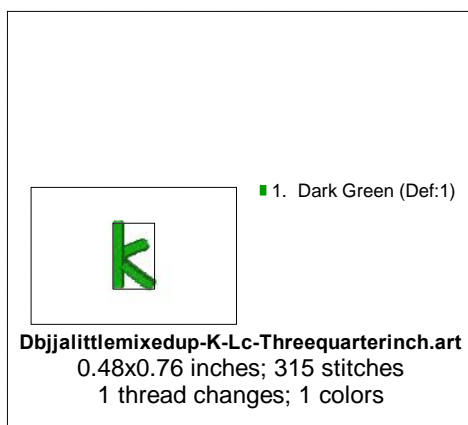 1. Dark Green (Def:1)
k
Dbjjalittlemixedup-K-Lc-Threequarterinch.art
0.48x0.76 inches; 315 stitches
1 thread changes; 1 colors